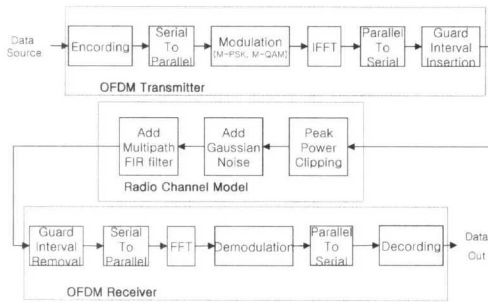 Data
Source
Encording
Serial
To
Parallel
Modulation
(M-PSK, M-QAM)
IFFT
Parallel
To
Serial
Guard
Interval
Insertion
OFDM Transmitter
Add
Multipath
FIR filter
Add
Gaussian
Noise
Peak
Power
Clipping
Radio Channel Model
Guard
Interval
Removal
Serial
To
Parallel
FFT
Demodulation
Parallel
To
Serial
Decording
Data
Out
OFDM Receiver